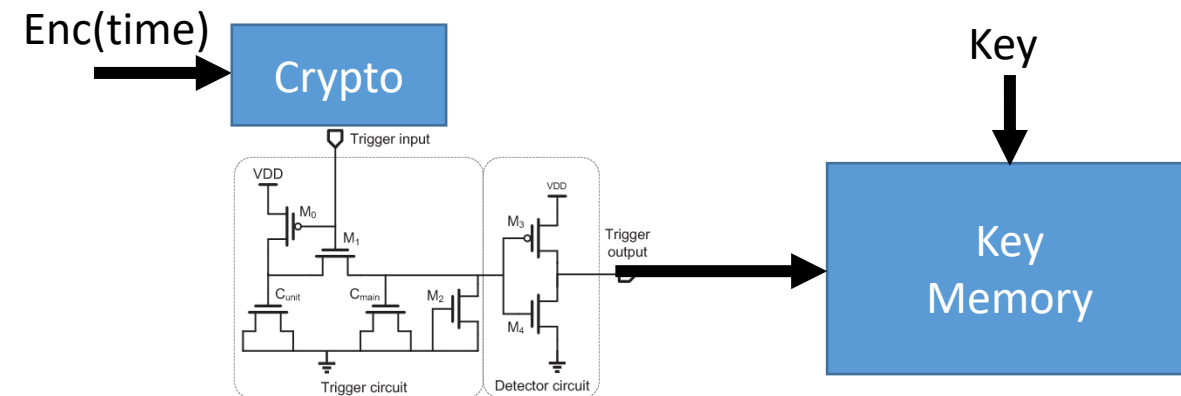 Enc(time)
Crypto
Key
Trigger input
VDD
VDD
M0
M1
M3
Trigger
output
Key
Memory
Cunit
Cmain
M2
M4
Trigger circuit
Detector circuit